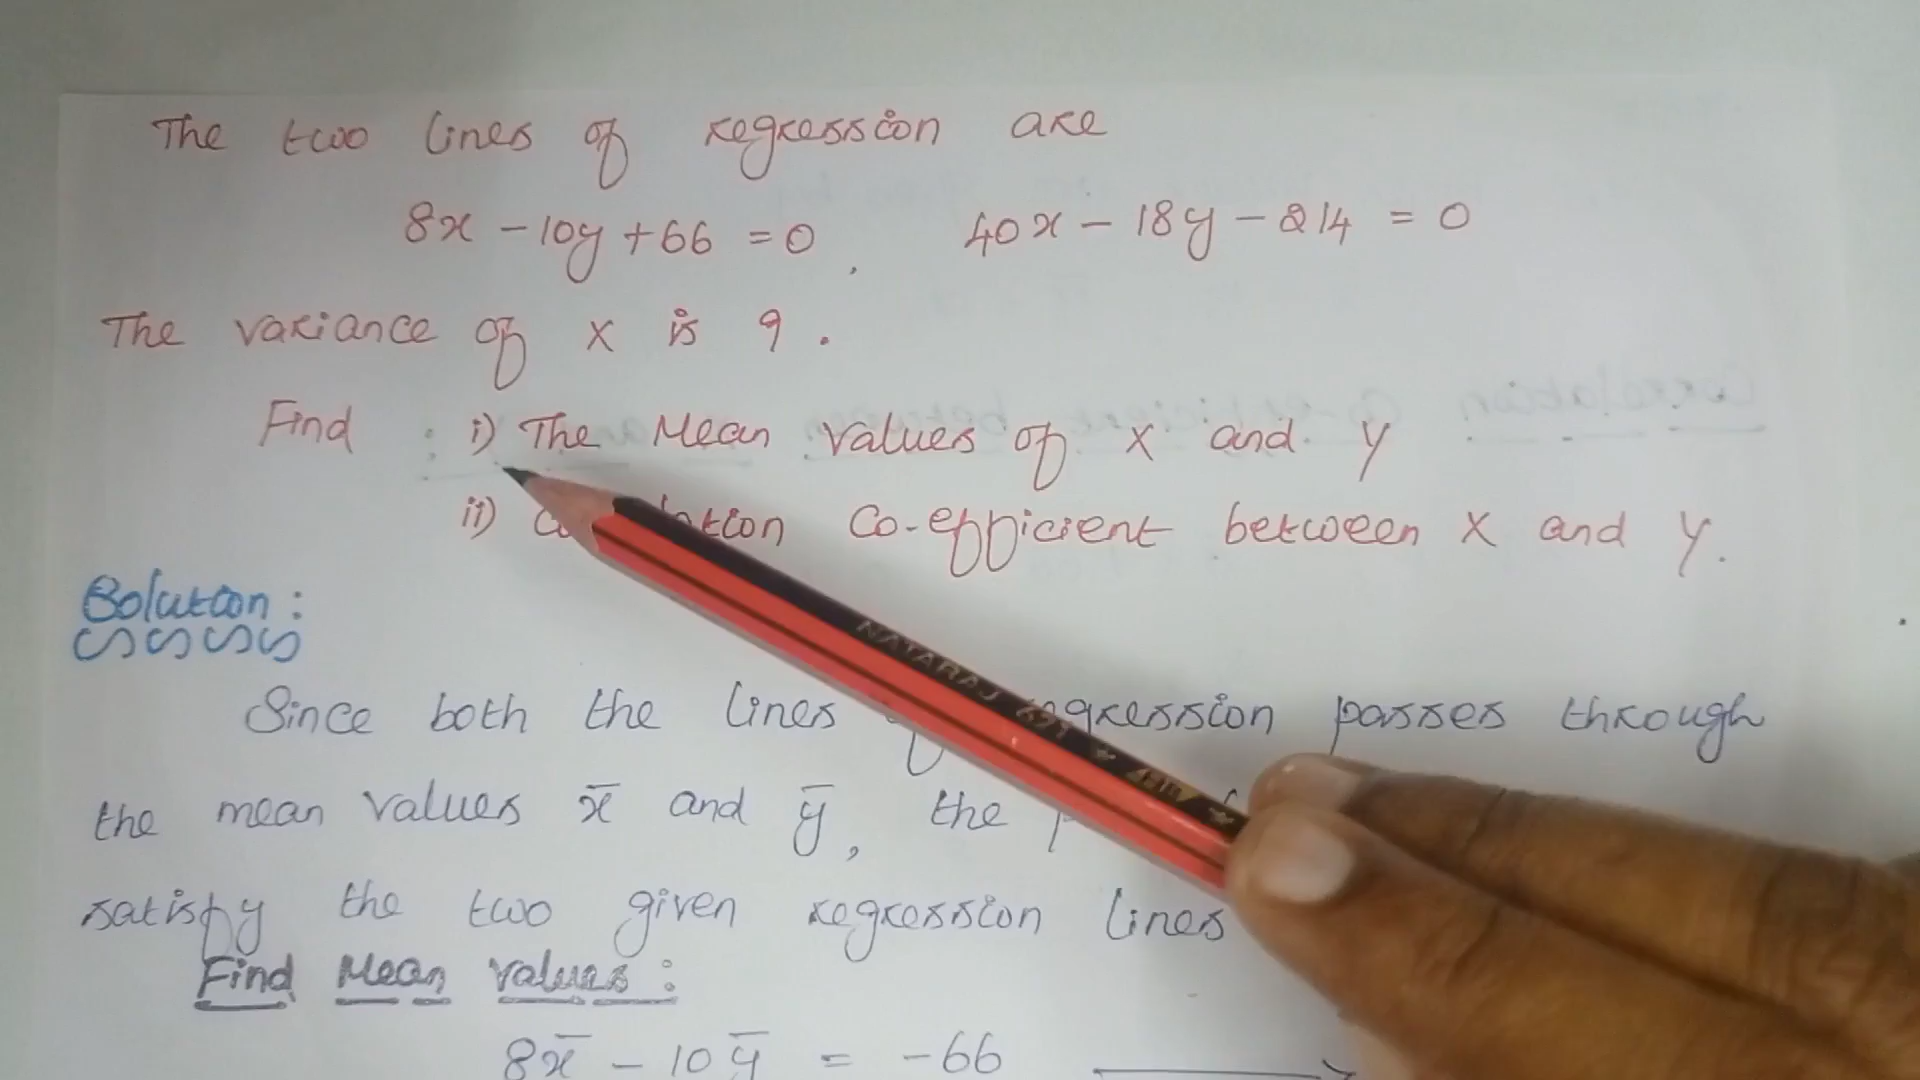 The two lines of regression are
8x - 10y + 66 = 0, 40x - 18y - 214 = 0
The variance of X is 9.
Find : i) The Mean values of X and Y
ii) Co-efficient between X and Y.
Solution:
Since both the lines passes through
the mean values x̄ and ȳ, the
satisfy the two given regression lines
Find Mean values:
8x̄ - 10ȳ = -66 →
NATARAJ 621